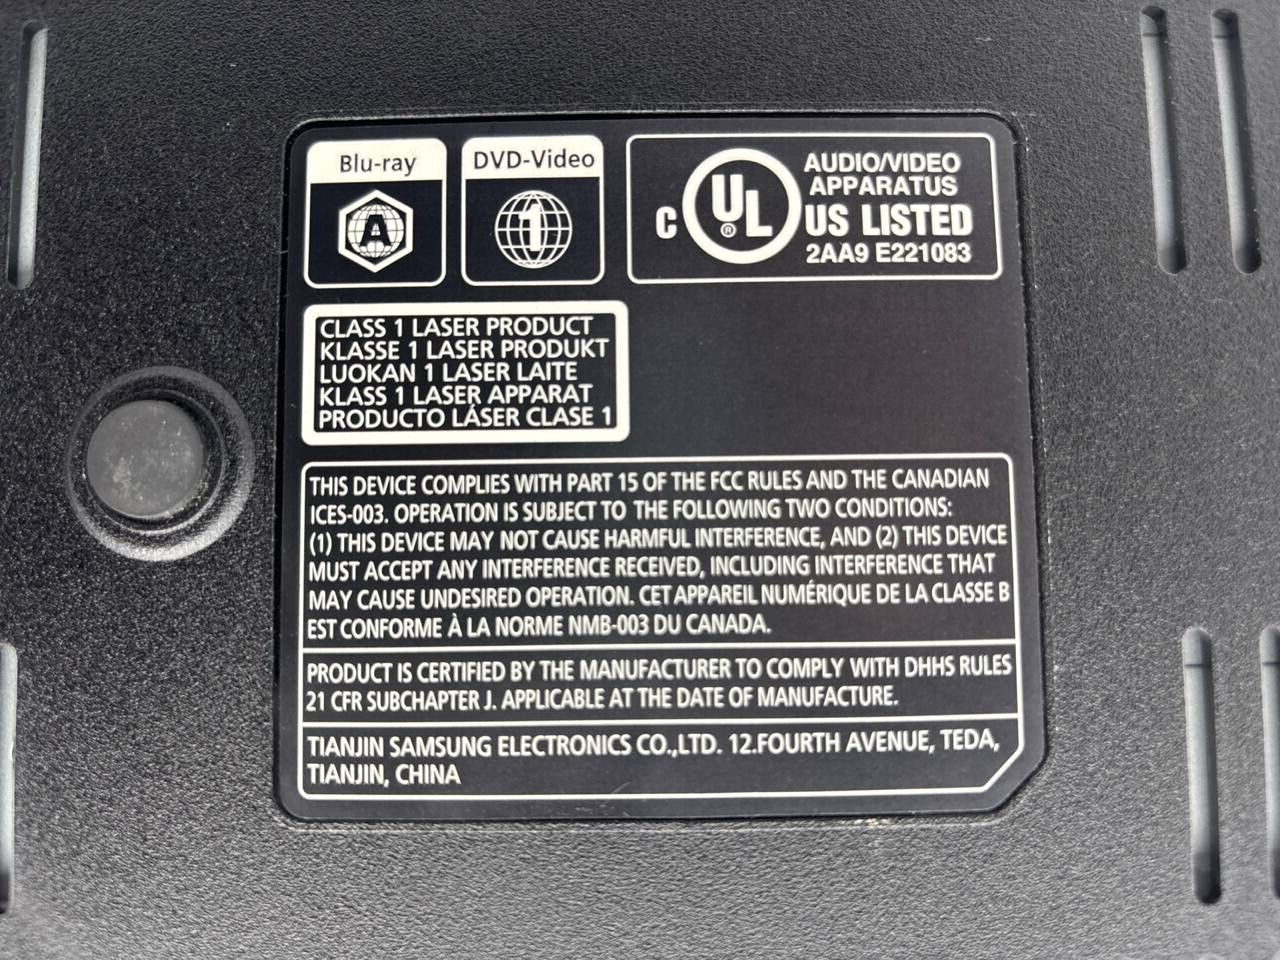 Blu-ray
A
DVD-Video
1
C UL ®
AUDIO/VIDEO
APPARATUS
US LISTED
2AA9 E221083
CLASS 1 LASER PRODUCT
KLASSE 1 LASER PRODUKT
LUOKAN 1 LASER LAITE
KLASS 1 LASER APPARAT
PRODUCTO LÁSER CLASE 1
THIS DEVICE COMPLIES WITH PART 15 OF THE FCC RULES AND THE CANADIAN
ICES-003. OPERATION IS SUBJECT TO THE FOLLOWING TWO CONDITIONS:
(1) THIS DEVICE MAY NOT CAUSE HARMFUL INTERFERENCE, AND (2) THIS DEVICE
MUST ACCEPT ANY INTERFERENCE RECEIVED, INCLUDING INTERFERENCE THAT
MAY CAUSE UNDESIRED OPERATION. CET APPAREIL NUMÉRIQUE DE LA CLASSE B
EST CONFORME À LA NORME NMB-003 DU CANADA.
PRODUCT IS CERTIFIED BY THE MANUFACTURER TO COMPLY WITH DHHS RULES
21 CFR SUBCHAPTER J. APPLICABLE AT THE DATE OF MANUFACTURE.
TIANJIN SAMSUNG ELECTRONICS CO.,LTD. 12.FOURTH AVENUE, TEDA,
TIANJIN, CHINA